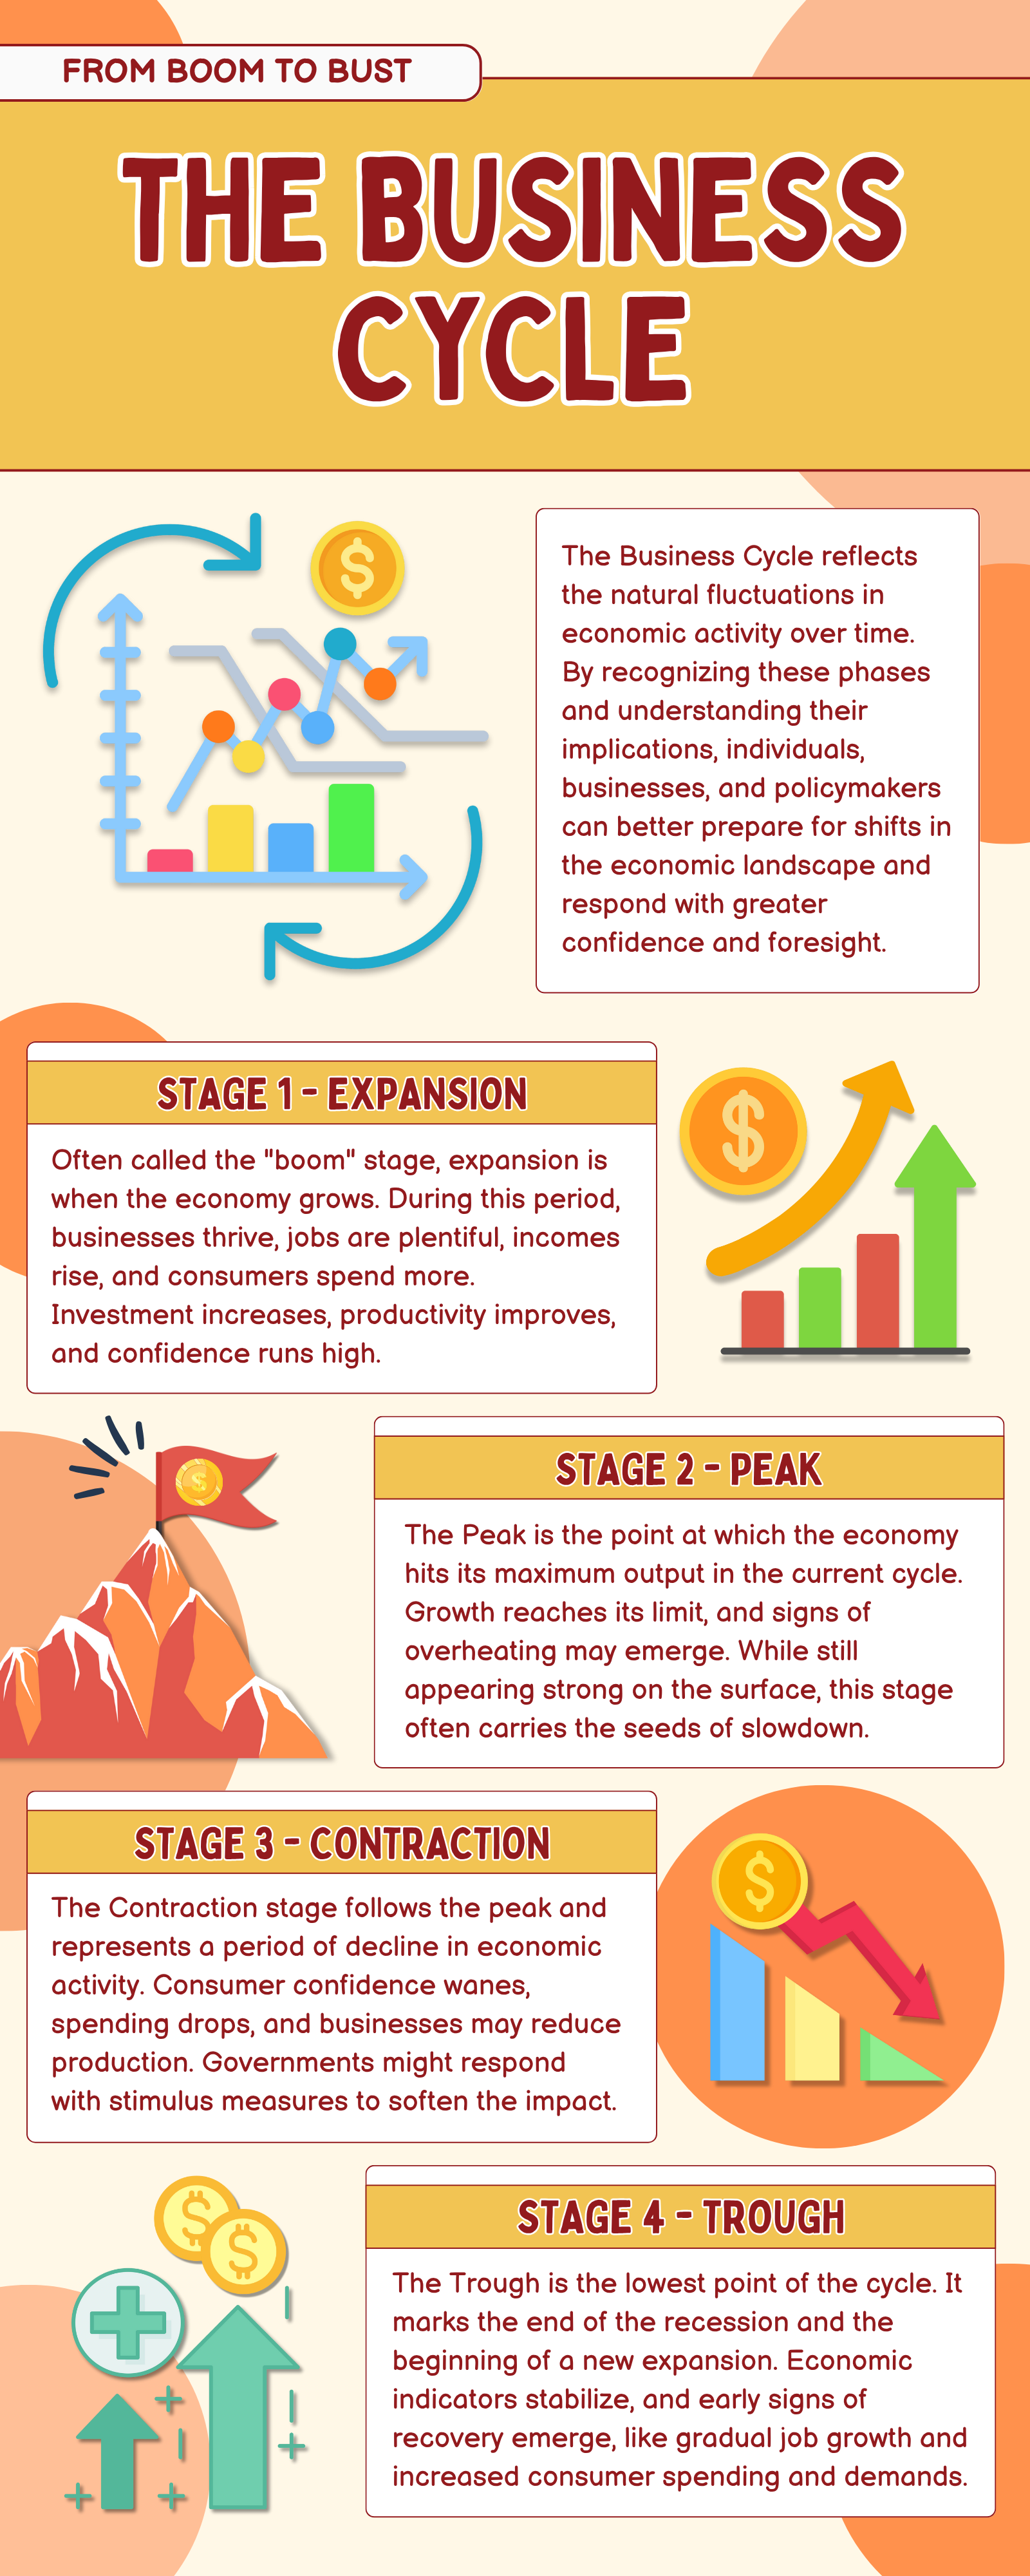 FROM BOOM TO BUST
THE BUSINESS
CYCLE
The Business Cycle reflects
the natural fluctuations in
economic activity over time.
By recognizing these phases
and understanding their
implications, individuals,
businesses, and policymakers
can better prepare for shifts in
the economic landscape and
respond with greater
confidence and foresight.
STAGE 1 - EXPANSION
Often called the "boom" stage, expansion is
when the economy grows. During this period,
businesses thrive, jobs are plentiful, incomes
rise, and consumers spend more.
Investment increases, productivity improves,
and confidence runs high.
STAGE 2 - PEAK
The Peak is the point at which the economy
hits its maximum output in the current cycle.
Growth reaches its limit, and signs of
overheating may emerge. While still
appearing strong on the surface, this stage
often carries the seeds of slowdown.
STAGE 3 - CONTRACTION
The Contraction stage follows the peak and
represents a period of decline in economic
activity. Consumer confidence wanes,
spending drops, and businesses may reduce
production. Governments might respond
with stimulus measures to soften the impact.
STAGE 4 - TROUGH
The Trough is the lowest point of the cycle. It
marks the end of the recession and the
beginning of a new expansion. Economic
indicators stabilize, and early signs of
recovery emerge, like gradual job growth and
increased consumer spending and demands.